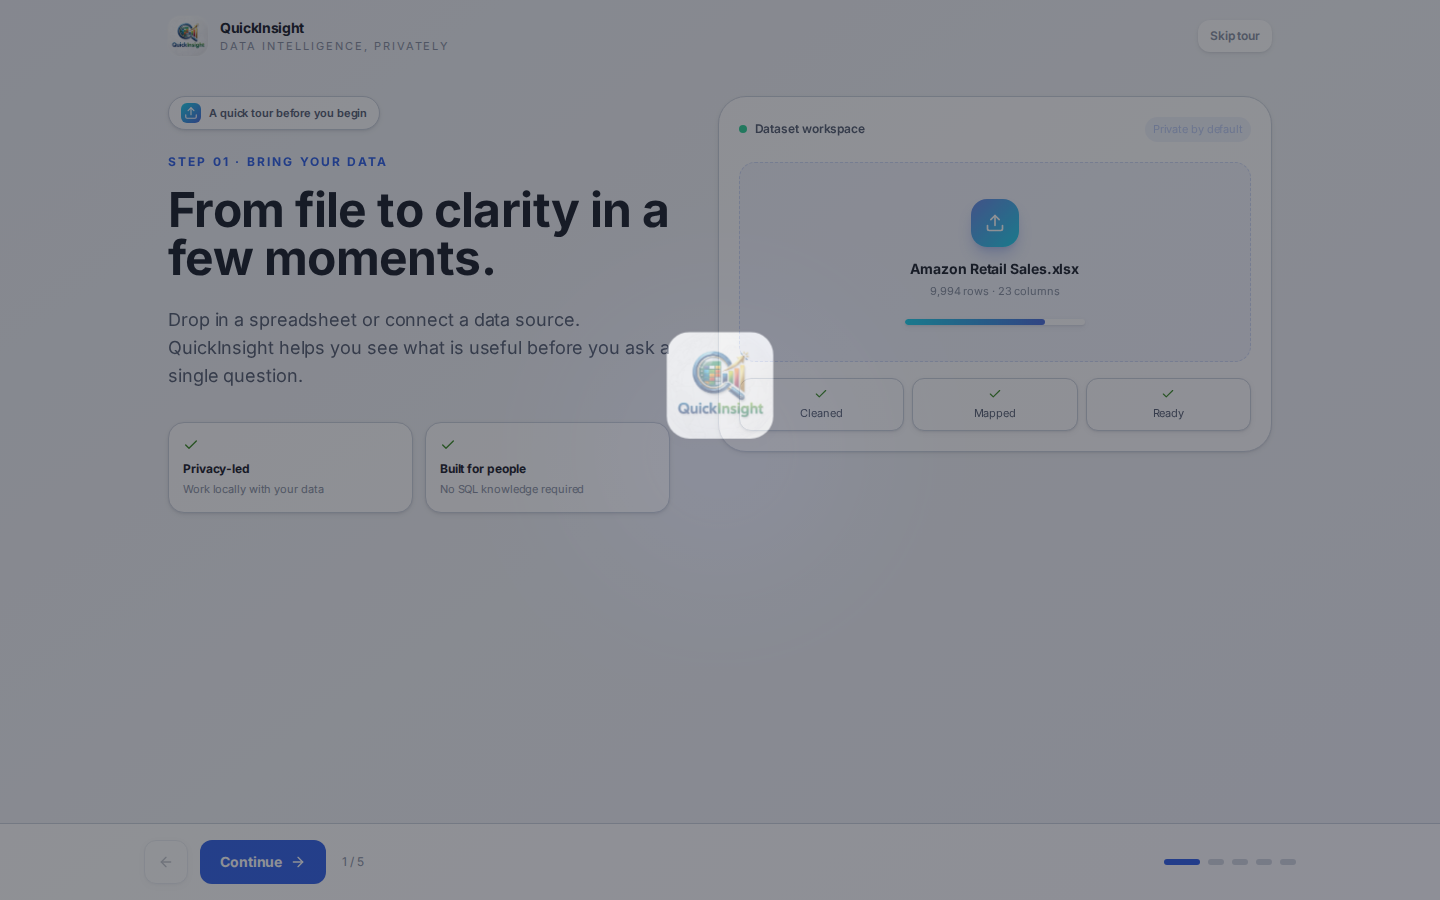 QuickInsight
QuickInsight
DATA INTELLIGENCE, PRIVATELY
Skip tour
A quick tour before you begin
STEP 01 · BRING YOUR DATA
From file to clarity in a
few moments.
Drop in a spreadsheet or connect a data source.
QuickInsight helps you see what is useful before you ask a
single question.
Privacy-led
Work locally with your data
Built for people
No SQL knowledge required
Dataset workspace
Private by default
Amazon Retail Sales.xlsx
9,994 rows · 23 columns
QuickInsight
Cleaned
Mapped
Ready
Continue
1 / 5